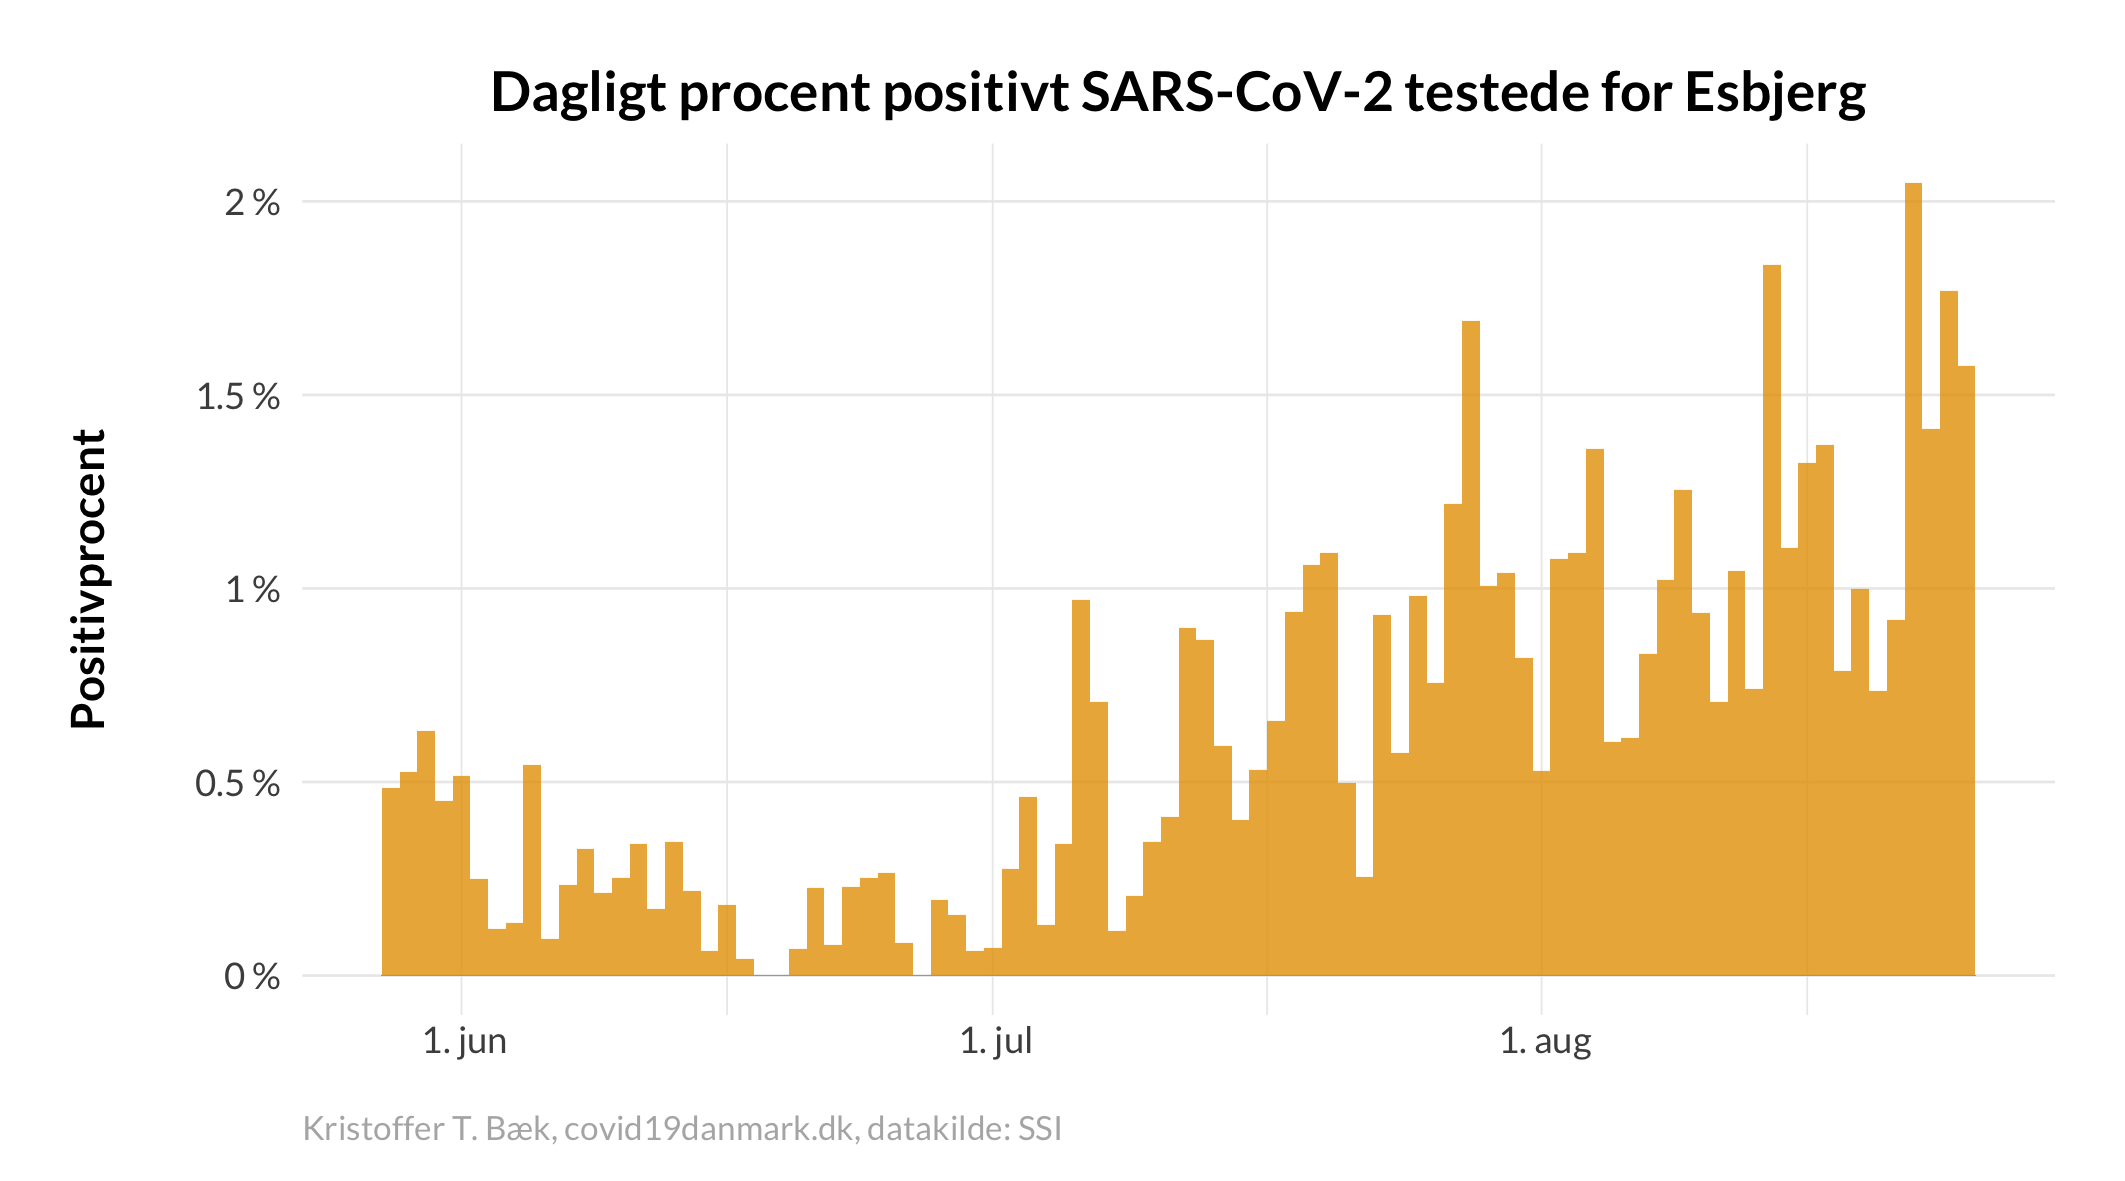 Dagligt procent positivt SARS-CoV-2 testede for Esbjerg
Positivprocent
2 %
1.5 %
1 %
0.5 %
0 %
1. jun
1. jul
1. aug
Kristoffer T. Bæk, covid19danmark.dk, datakilde: SSI